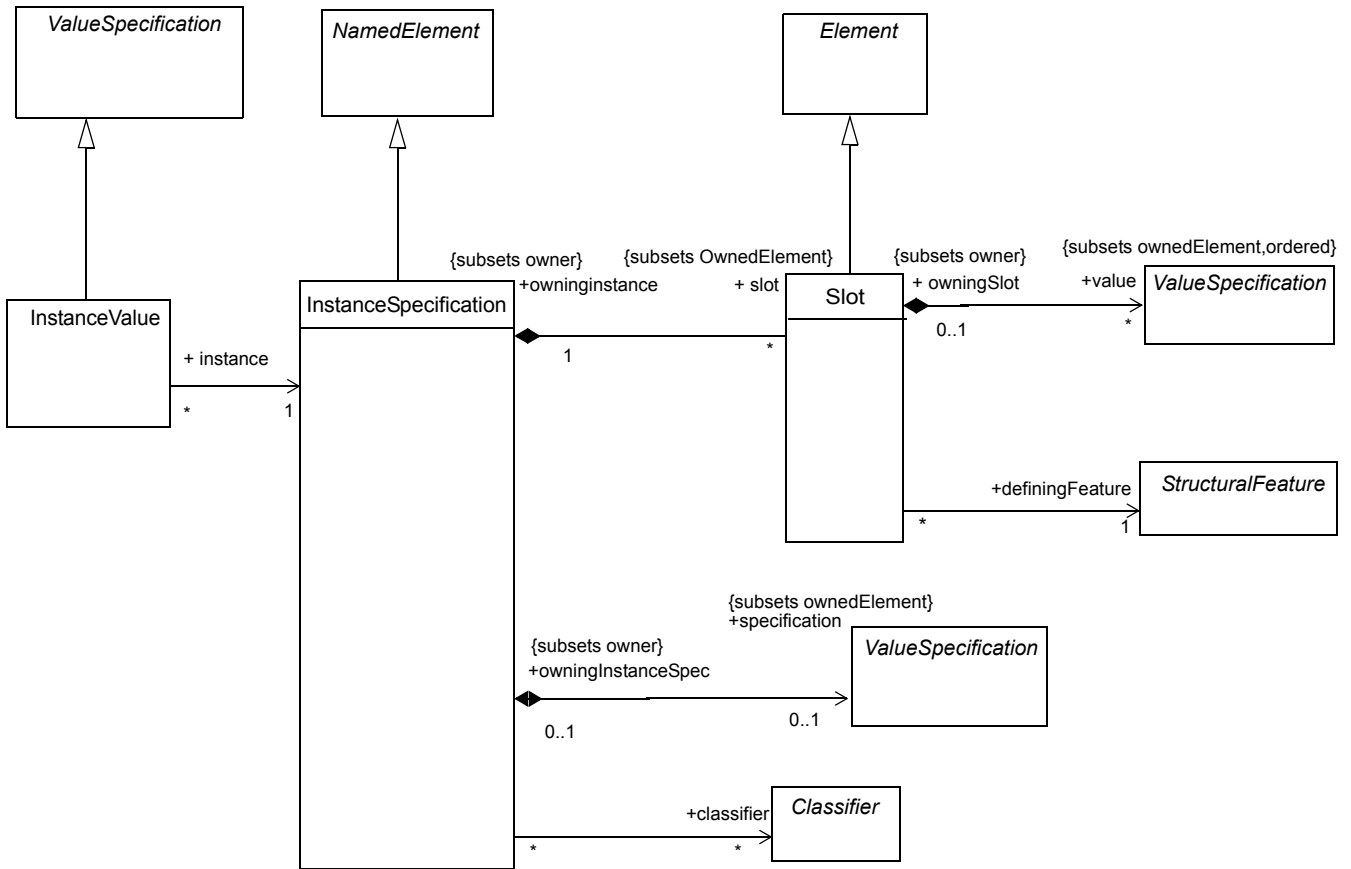 ValueSpecification
NamedElement
Element
{subsets owner}
+owninginstance
{subsets OwnedElement}
+ slot
{subsets owner}
+ owningSlot
{subsets ownedElement,ordered}
+value
ValueSpecification
InstanceSpecification
Slot
InstanceValue
0..1
*
1
*
+ instance
*
1
+definingFeature
StructuralFeature
*
1
{subsets ownedElement}
+specification
{subsets owner}
+owningInstanceSpec
ValueSpecification
0..1
0..1
+classifier
Classifier
*
*